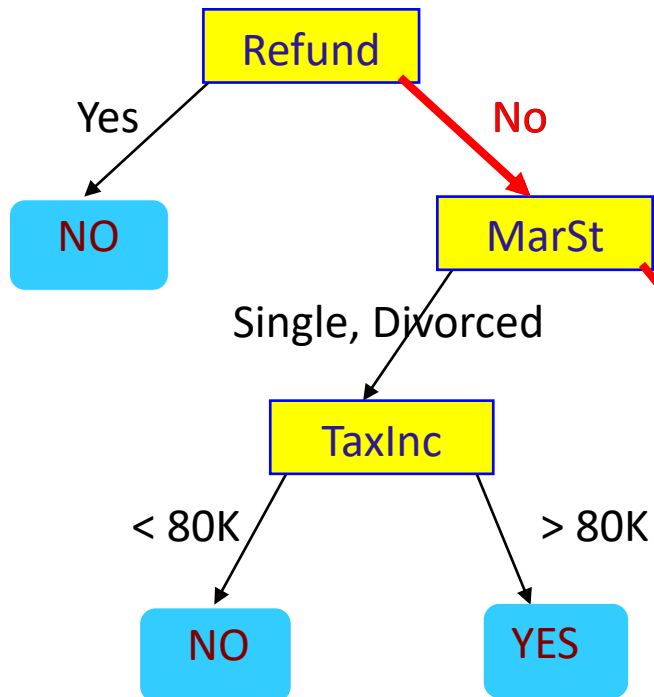 Refund
Yes
No
NO
MarSt
Single, Divorced
TaxInc
< 80K
> 80K
NO
YES